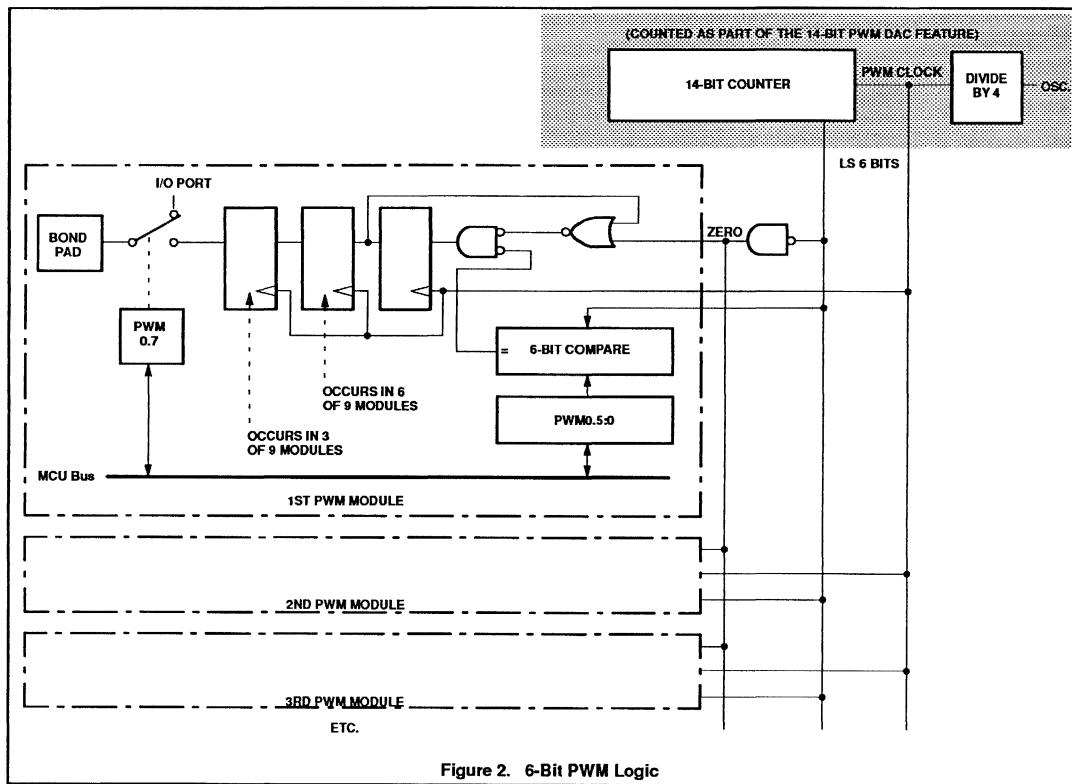 (COUNTED AS PART OF THE 14-BIT PWM DAC FEATURE)
14-BIT COUNTER
PWM CLOCK
DIVIDE
BY 4
OSC.
LS 6 BITS
I/O PORT
BOND
PAD
ZERO
PWM
0.7
= 6-BIT COMPARE
OCCURS IN 6
OF 9 MODULES
PWM0.5:0
OCCURS IN 3
OF 9 MODULES
MCU Bus
1ST PWM MODULE
2ND PWM MODULE
3RD PWM MODULE
ETC.
Figure 2. 6-Bit PWM Logic